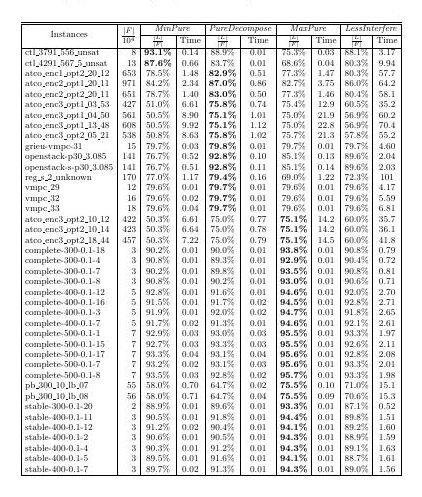 Instances |F| MinPure PureDecompose MaxPure LessInterfere
10⁴ |L|/|F| Time |L|/|F| Time |L|/|F| Time |L|/|F| Time
ctl_3791_556_unsat 8 93.1% 0.14 88.9% 0.01 75.3% 0.03 88.1% 3.17
ctl_4291_567_5_unsat 13 87.6% 0.66 83.7% 0.01 68.6% 0.04 80.3% 9.94
atco_enc1_opt2_20_12 653 78.5% 1.48 82.9% 0.51 77.3% 1.47 80.3% 57.7
atco_enc1_opt2_20_11 971 84.2% 2.34 87.0% 0.86 82.7% 3.75 86.0% 64.2
atco_enc2_opt2_20_11 651 78.7% 1.40 83.0% 0.50 77.3% 1.46 80.4% 58.1
atco_enc3_opt1_03_53 427 51.0% 6.61 75.8% 0.74 75.4% 12.9 60.5% 35.2
atco_enc3_opt1_04_50 561 50.5% 8.90 75.1% 1.01 75.0% 21.9 56.9% 60.2
atco_enc3_opt1_13_48 608 50.5% 9.92 75.1% 1.12 75.0% 22.8 56.9% 70.4
atco_enc3_opt2_05_21 538 50.8% 8.63 75.8% 1.02 75.7% 21.3 57.8% 55.2
grieu-vmpc-31 15 79.7% 0.03 79.8% 0.01 79.7% 0.01 79.7% 4.60
openstack-p30_3.085 141 76.7% 0.52 92.8% 0.10 85.1% 0.13 89.6% 2.04
openstack-s-p30_3.085 141 76.7% 0.51 92.8% 0.11 85.1% 0.14 89.6% 2.03
reg_s_2_unknown 170 77.0% 1.17 79.4% 0.16 69.0% 1.22 72.3% 101
vmpc_29 12 79.6% 0.01 79.7% 0.01 79.6% 0.01 79.6% 4.17
vmpc_32 16 79.6% 0.02 79.7% 0.01 79.6% 0.01 79.6% 5.59
vmpc_33 18 79.6% 0.04 79.7% 0.01 79.6% 0.01 79.6% 6.81
atco_enc3_opt2_10_12 422 50.3% 6.61 75.0% 0.77 75.1% 14.2 60.0% 35.7
atco_enc3_opt2_10_14 423 50.3% 6.64 75.0% 0.78 75.1% 14.2 60.0% 36.1
atco_enc3_opt2_18_44 457 50.3% 7.22 75.0% 0.79 75.1% 14.5 60.0% 41.8
complete-300-0.1-18 3 90.2% 0.01 90.0% 0.01 93.8% 0.01 90.8% 0.79
complete-300-0.1-4 3 90.8% 0.01 89.3% 0.01 92.9% 0.01 90.4% 0.72
complete-300-0.1-7 3 90.2% 0.01 89.8% 0.01 93.5% 0.01 90.8% 0.81
complete-300-0.1-8 3 90.8% 0.01 90.2% 0.01 93.0% 0.01 90.6% 0.71
complete-400-0.1-12 5 92.8% 0.01 91.6% 0.01 94.6% 0.01 92.0% 2.70
complete-400-0.1-16 5 91.5% 0.01 91.7% 0.02 94.5% 0.01 92.8% 2.71
complete-400-0.1-3 5 91.9% 0.01 92.0% 0.02 94.7% 0.01 91.8% 2.65
complete-400-0.1-7 5 91.7% 0.02 91.3% 0.01 94.6% 0.01 92.1% 2.61
complete-500-0.1-1 7 92.9% 0.01 93.0% 0.03 95.5% 0.01 93.3% 1.97
complete-500-0.1-15 7 92.7% 0.01 93.3% 0.03 95.5% 0.01 92.6% 2.11
complete-500-0.1-17 7 93.3% 0.04 93.1% 0.04 95.6% 0.01 92.8% 2.08
complete-500-0.1-7 7 93.2% 0.02 93.1% 0.03 95.6% 0.01 93.3% 2.01
complete-500-0.1-8 7 93.5% 0.03 92.8% 0.02 95.7% 0.01 93.3% 1.98
pb_300_10_lb_07 55 58.0% 0.70 64.7% 0.02 75.5% 0.10 71.0% 15.1
pb_300_10_lb_08 56 58.0% 0.71 64.7% 0.04 75.5% 0.09 70.6% 15.3
stable-300-0.1-20 2 88.9% 0.01 89.6% 0.01 93.3% 0.01 87.1% 0.52
stable-400-0.1-11 3 90.5% 0.01 91.8% 0.01 94.4% 0.01 89.8% 1.51
stable-400-0.1-12 3 91.2% 0.02 90.4% 0.01 94.1% 0.01 89.2% 1.60
stable-400-0.1-2 3 90.6% 0.01 90.5% 0.01 94.3% 0.01 88.9% 1.59
stable-400-0.1-4 3 90.3% 0.01 91.2% 0.01 94.3% 0.01 89.1% 1.63
stable-400-0.1-5 3 89.5% 0.01 91.6% 0.01 94.1% 0.01 88.7% 1.61
stable-400-0.1-7 3 89.7% 0.02 91.3% 0.01 94.3% 0.01 89.0% 1.56